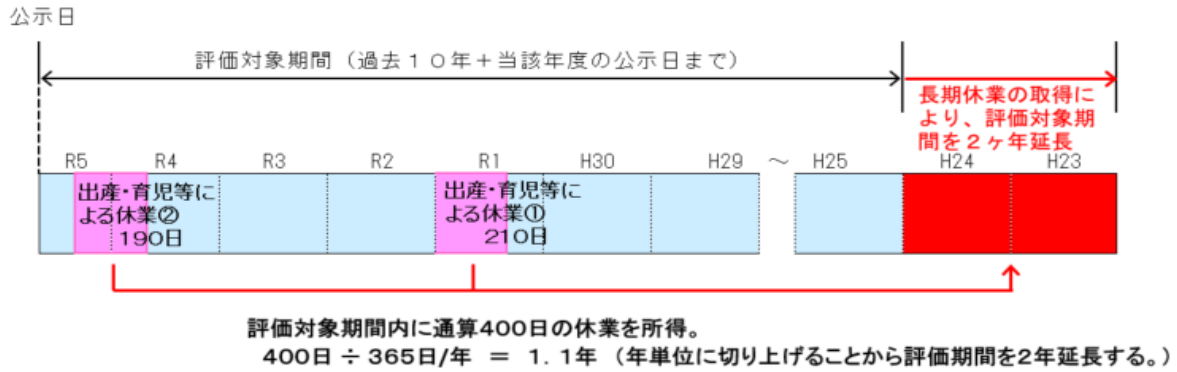 公示日
評価対象期間（過去１０年＋当該年度の公示日まで）
長期休業の取得に
より、評価対象期
間を２ヶ年延長
R5 R4 R3 R2 R1 H30 H29 ～ H25 H24 H23
出産・育児等に
よる休業②
190日
出産・育児等に
よる休業①
210日
評価対象期間内に通算400日の休業を所得。
400日 ÷ 365日/年 ＝ １．１年 （年単位に切り上げることから評価期間を2年延長する。）